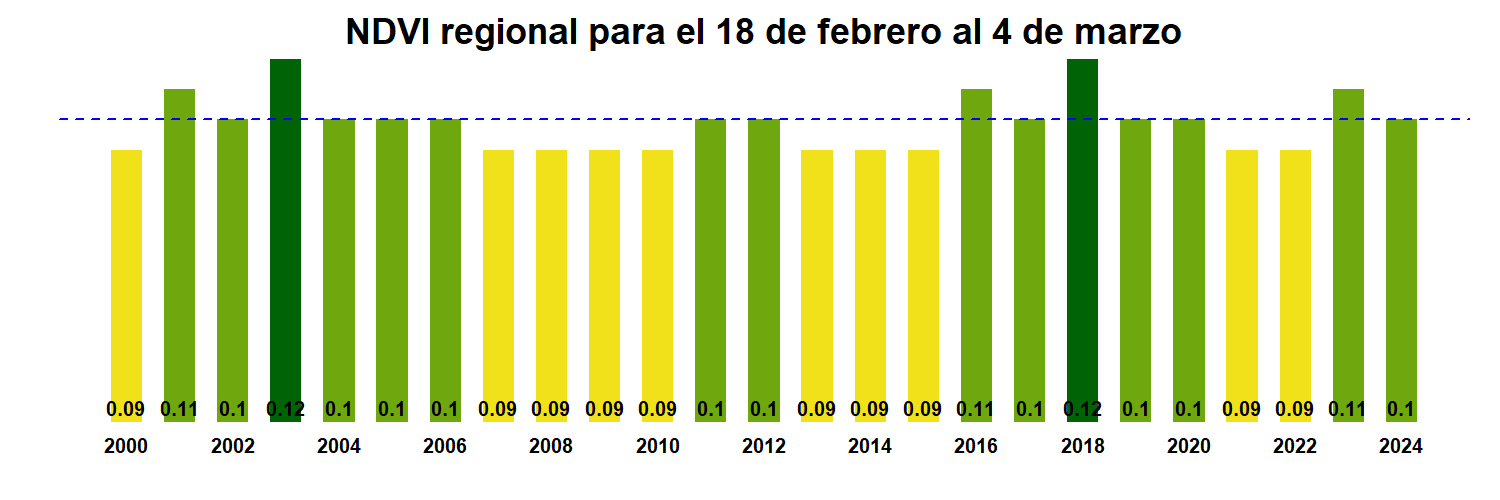 NDVI regional para el 18 de febrero al 4 de marzo
0.09 0.11 0.1 0.12 0.1 0.1 0.1 0.09 0.09 0.09 0.09 0.1 0.1 0.09 0.09 0.09 0.11 0.1 0.12 0.1 0.1 0.09 0.09 0.11 0.1
2000 2002 2004 2006 2008 2010 2012 2014 2016 2018 2020 2022 2024